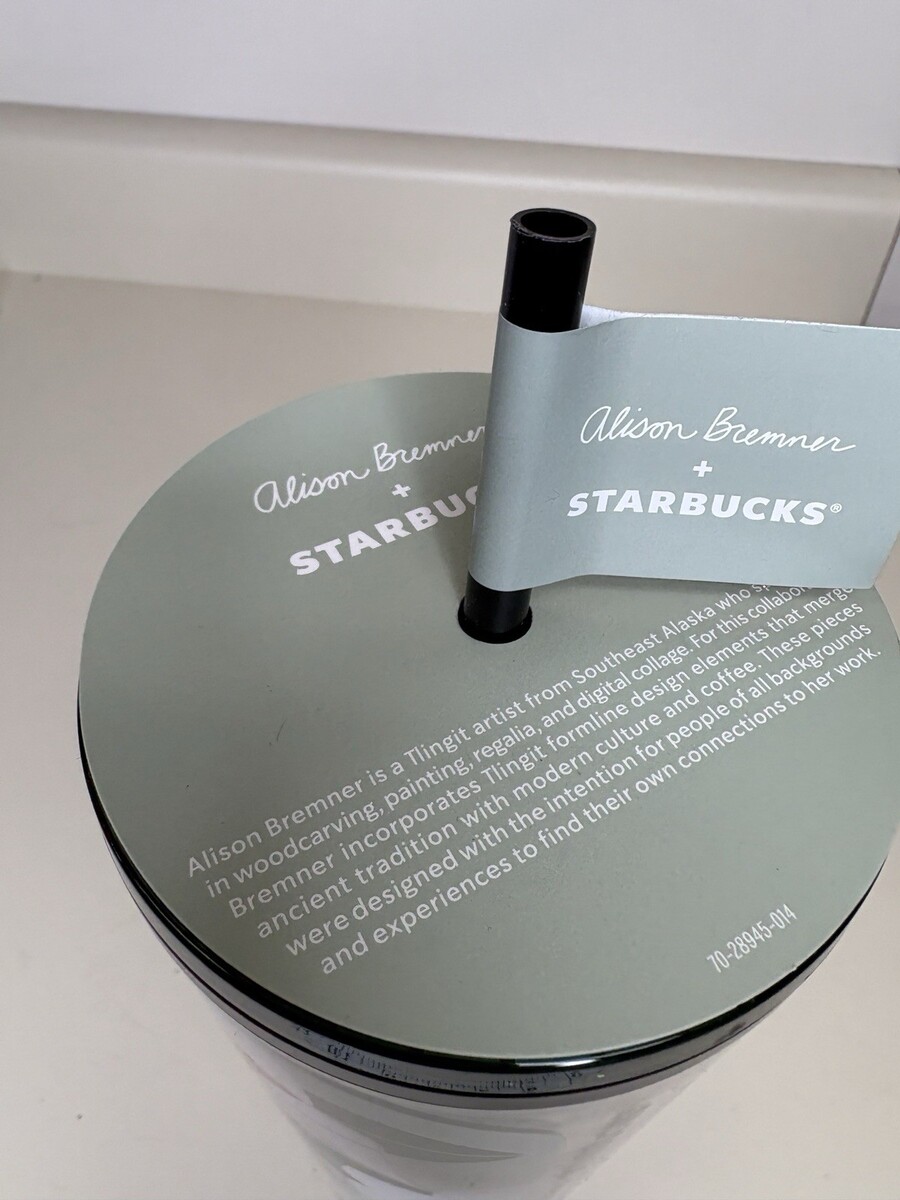 Alison Bremner
+
STARBUCKS®
Alison Bremner
+
Alison Bremner is a Tlingit artist from Southeast Alaska who
in woodcarving, painting, regalia, and digital collage. For this
Bremner incorporates Tlingit formline design elements that merge
ancient tradition with modern culture and coffee. These pieces
were designed with the intention for people of all backgrounds
and experiences to find their own connections to her work.
70-28945-014